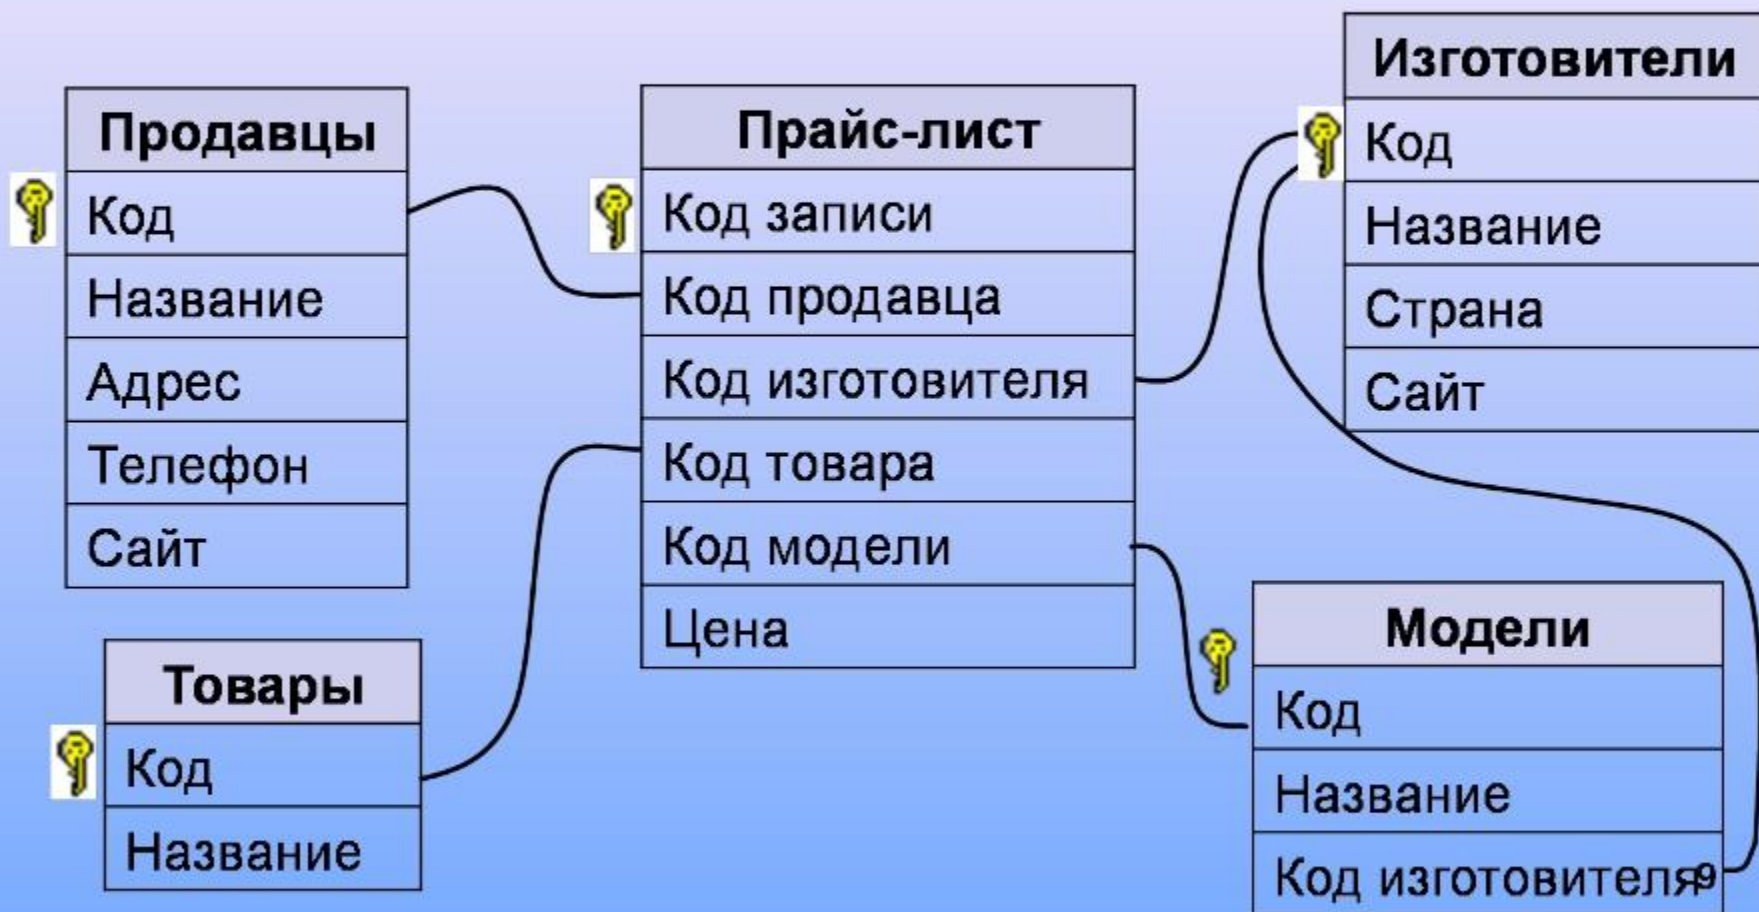 Продавцы
Код
Название
Адрес
Телефон
Сайт
Товары
Код
Название
Прайс-лист
Код записи
Код продавца
Код изготовителя
Код товара
Код модели
Цена
Изготовители
Код
Название
Страна
Сайт
Модели
Код
Название
Код изготовителя
9